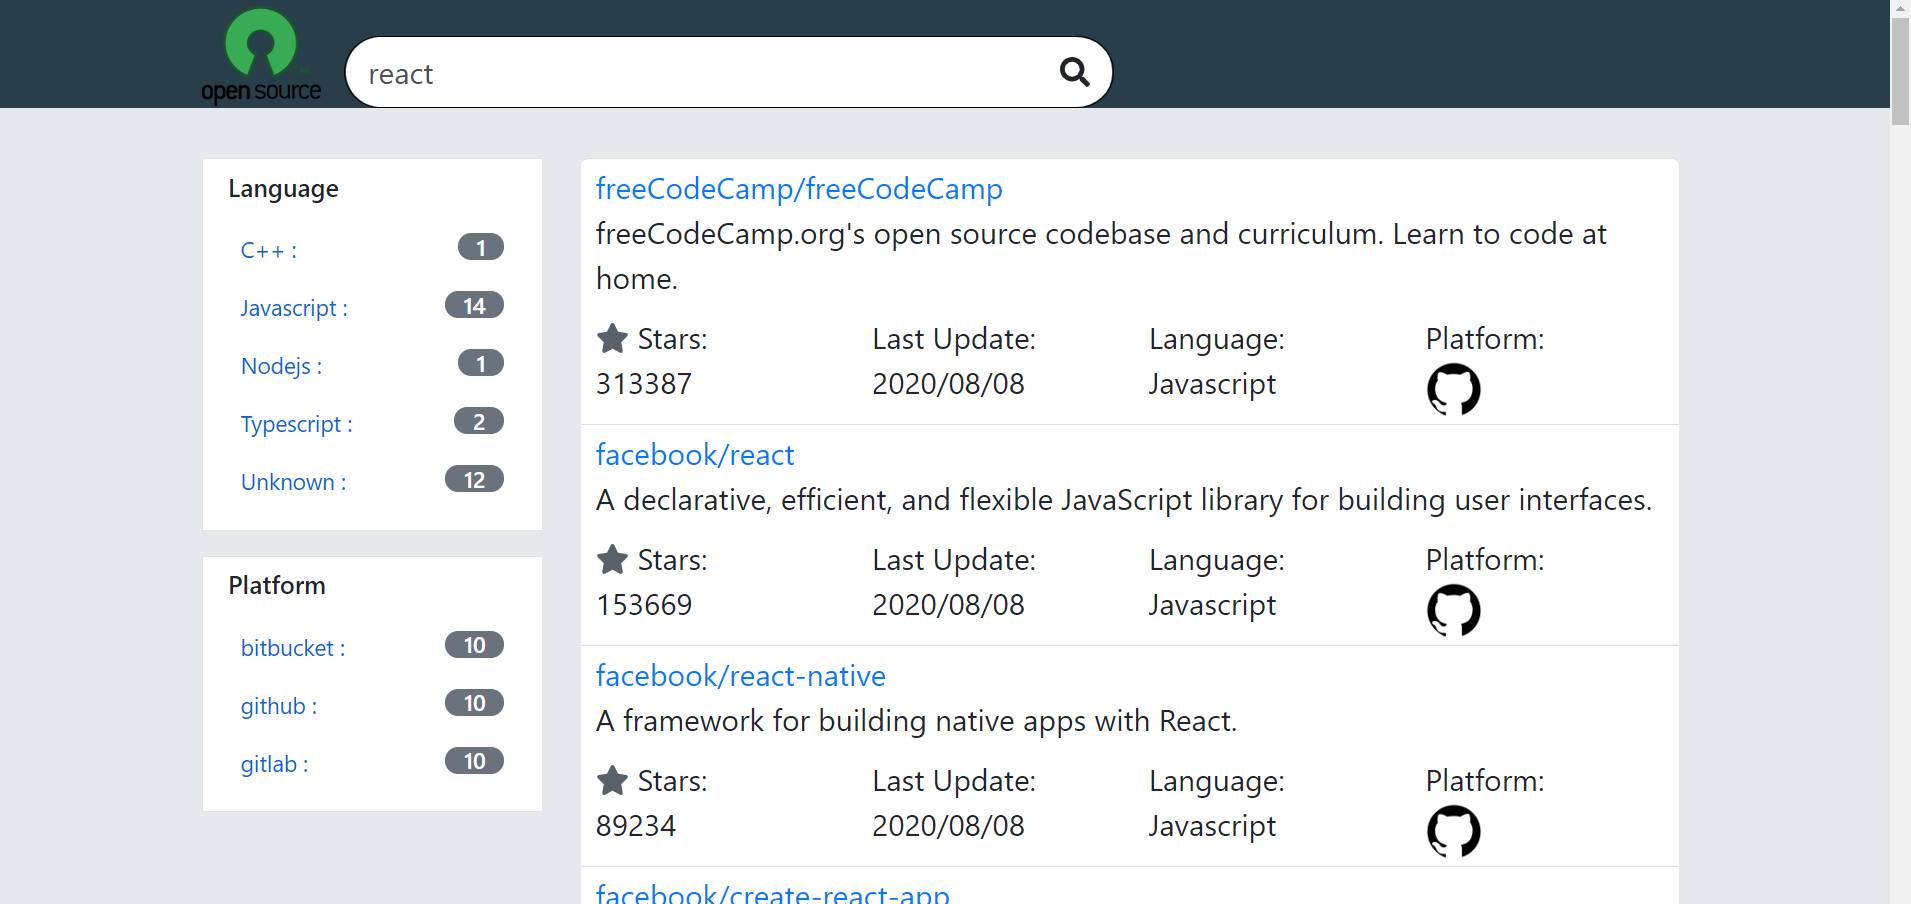 open source
react
Language
C++ : 1
Javascript : 14
Nodejs : 1
Typescript : 2
Unknown : 12
Platform
bitbucket : 10
github : 10
gitlab : 10
freeCodeCamp/freeCodeCamp
freeCodeCamp.org's open source codebase and curriculum. Learn to code at
home.
Stars: Last Update: Language: Platform:
313387 2020/08/08 Javascript
facebook/react
A declarative, efficient, and flexible JavaScript library for building user interfaces.
Stars: Last Update: Language: Platform:
153669 2020/08/08 Javascript
facebook/react-native
A framework for building native apps with React.
Stars: Last Update: Language: Platform:
89234 2020/08/08 Javascript
facebook/create-react-app